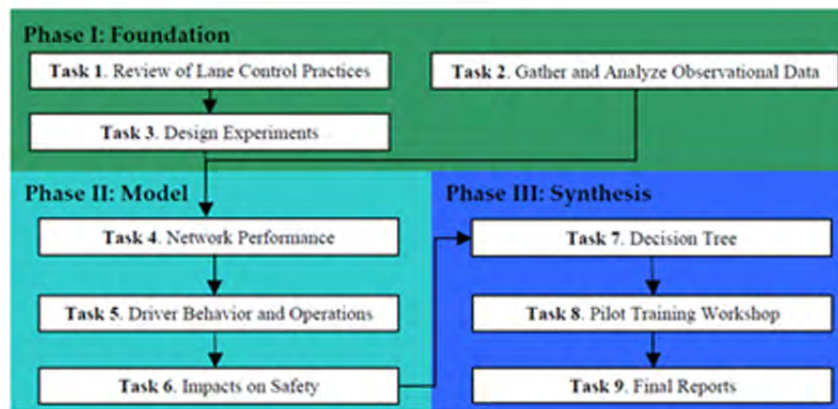 Phase I: Foundation
Task 1. Review of Lane Control Practices
Task 2. Gather and Analyze Observational Data
Task 3. Design Experiments
Phase II: Model
Task 4. Network Performance
Task 5. Driver Behavior and Operations
Task 6. Impacts on Safety
Phase III: Synthesis
Task 7. Decision Tree
Task 8. Pilot Training Workshop
Task 9. Final Reports